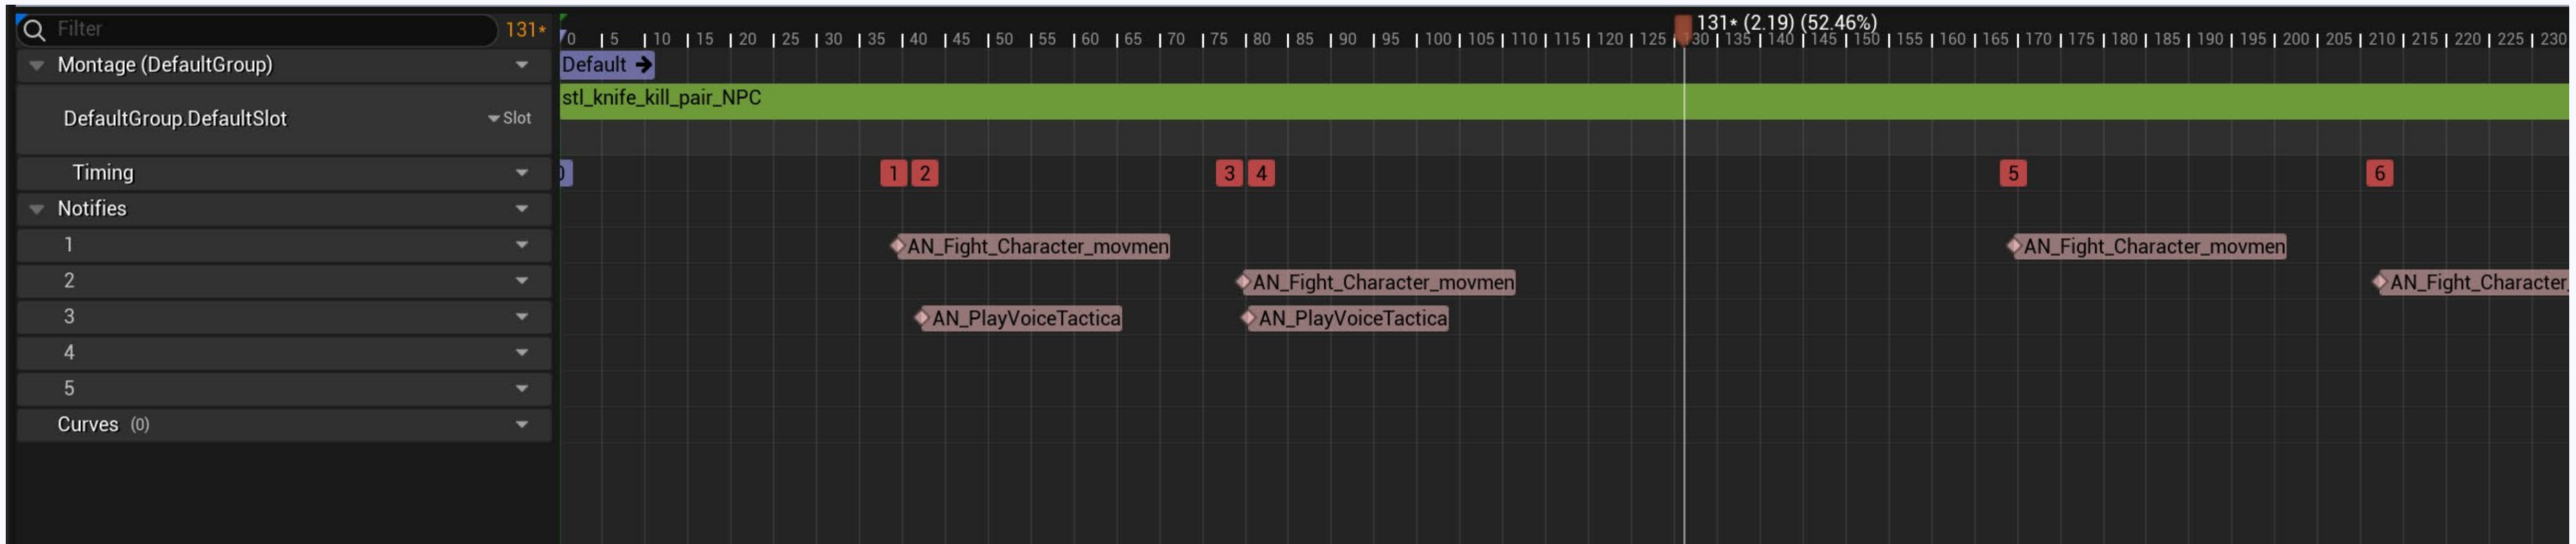 Filter 131*
131* (2.19) (52.46%)
0 5 10 15 20 25 30 35 40 45 50 55 60 65 70 75 80 85 90 95 100 105 110 115 120 125 130 135 140 145 150 155 160 165 170 175 180 185 190 195 200 205 210 215 220 225 230
Montage (DefaultGroup) Default →
stl_knife_kill_pair_NPC
DefaultGroup.DefaultSlot Slot
Timing 1 2 3 4 5 6
Notifies
1 AN_Fight_Character_movmen AN_Fight_Character_movmen
2 AN_Fight_Character_movmen AN_Fight_Character_
3 AN_PlayVoiceTactica AN_PlayVoiceTactica
4
5
Curves (0)